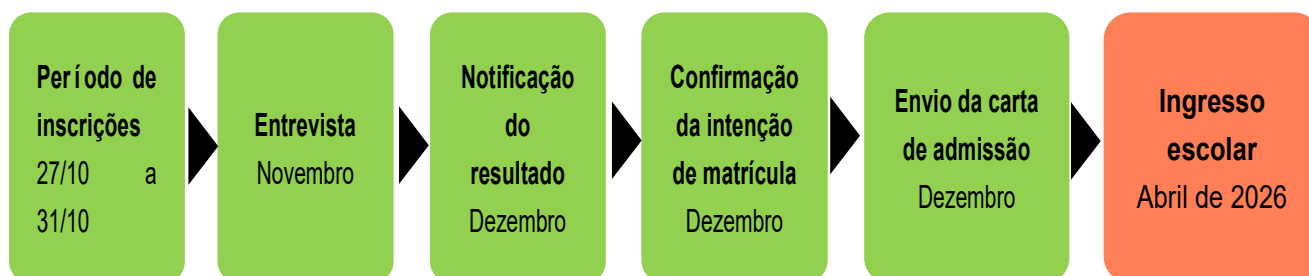 Período de
inscrições
27/10 a
31/10
Entrevista
Novembro
Notificação
do
resultado
Dezembro
Confirmação
da intenção
de matrícula
Dezembro
Envio da carta
de admissão
Dezembro
Ingresso
escolar
Abril de 2026